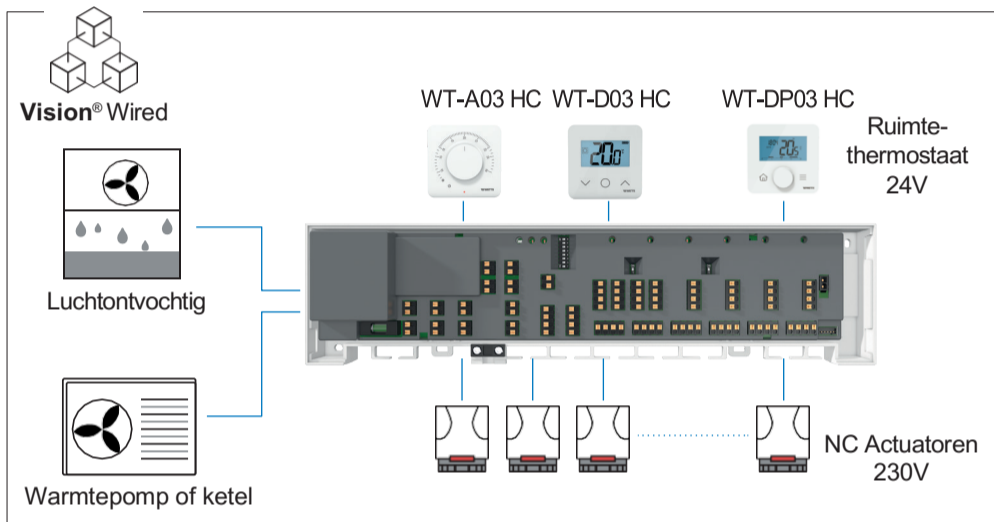 Vision® Wired
WT-A03 HC
WT-D03 HC
WT-DP03 HC
Ruimte-
thermostaat
24V
Luchtontvochtig
Warmtepomp of ketel
NC Actuatoren
230V